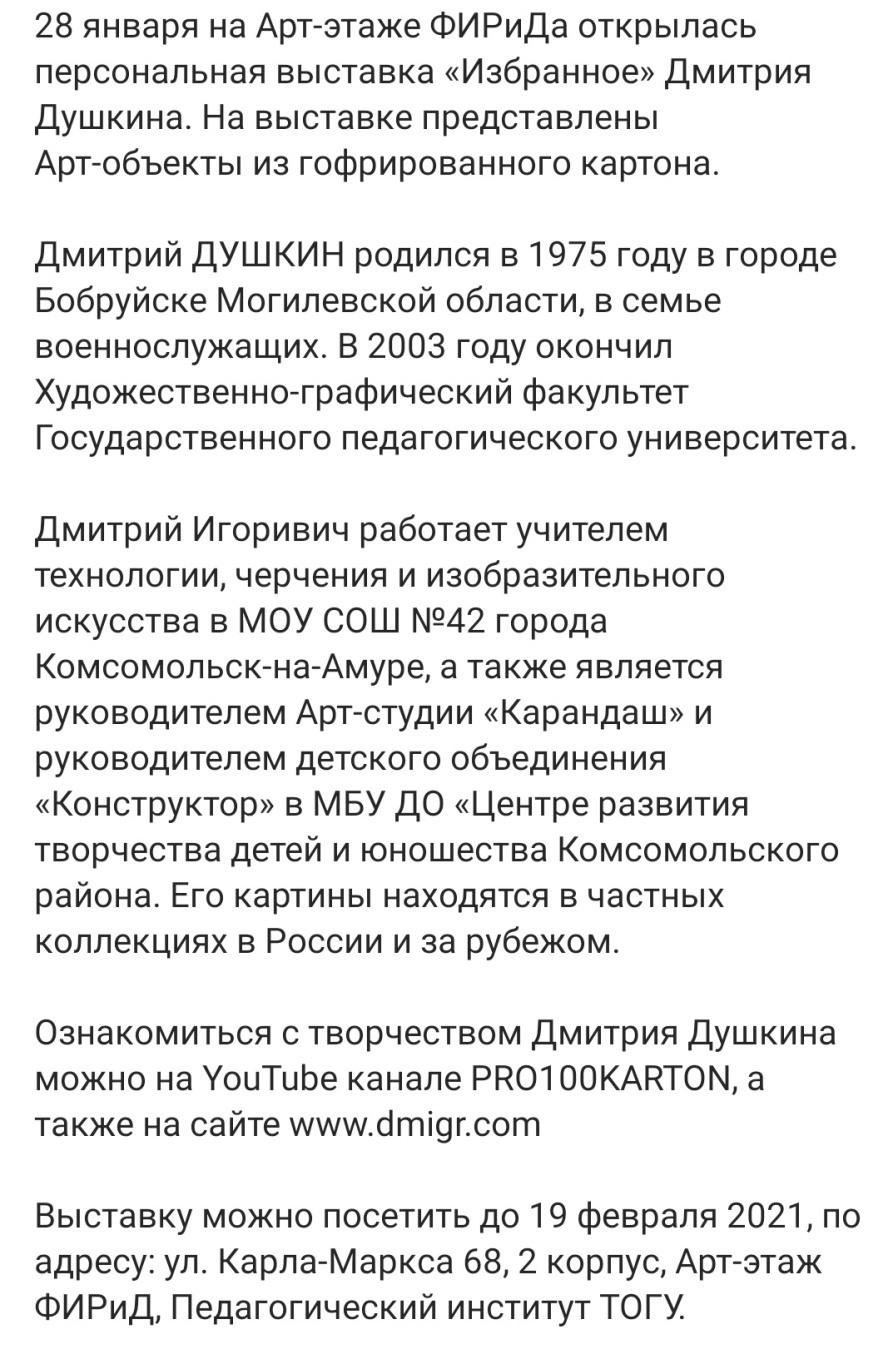 28 января на Арт-этаже ФИРиДа открылась
персональная выставка «Избранное» Дмитрия
Душкина. На выставке представлены
Арт-объекты из гофрированного картона.
Дмитрий ДУШКИН родился в 1975 году в городе
Бобруйске Могилевской области, в семье
военнослужащих. В 2003 году окончил
Художественно-графический факультет
Государственного педагогического университета.
Дмитрий Игоривич работает учителем
технологии, черчения и изобразительного
искусства в МОУ СОШ №42 города
Комсомольск-на-Амуре, а также является
руководителем Арт-студии «Карандаш» и
руководителем детского объединения
«Конструктор» в МБУ ДО «Центре развития
творчества детей и юношества Комсомольского
района. Его картины находятся в частных
коллекциях в России и за рубежом.
Ознакомиться с творчеством Дмитрия Душкина
можно на YouTube канале PRO100KARTON, а
также на сайте www.dmigr.com
Выставку можно посетить до 19 февраля 2021, по
адресу: ул. Карла-Маркса 68, 2 корпус, Арт-этаж
ФИРиД, Педагогический институт ТОГУ.